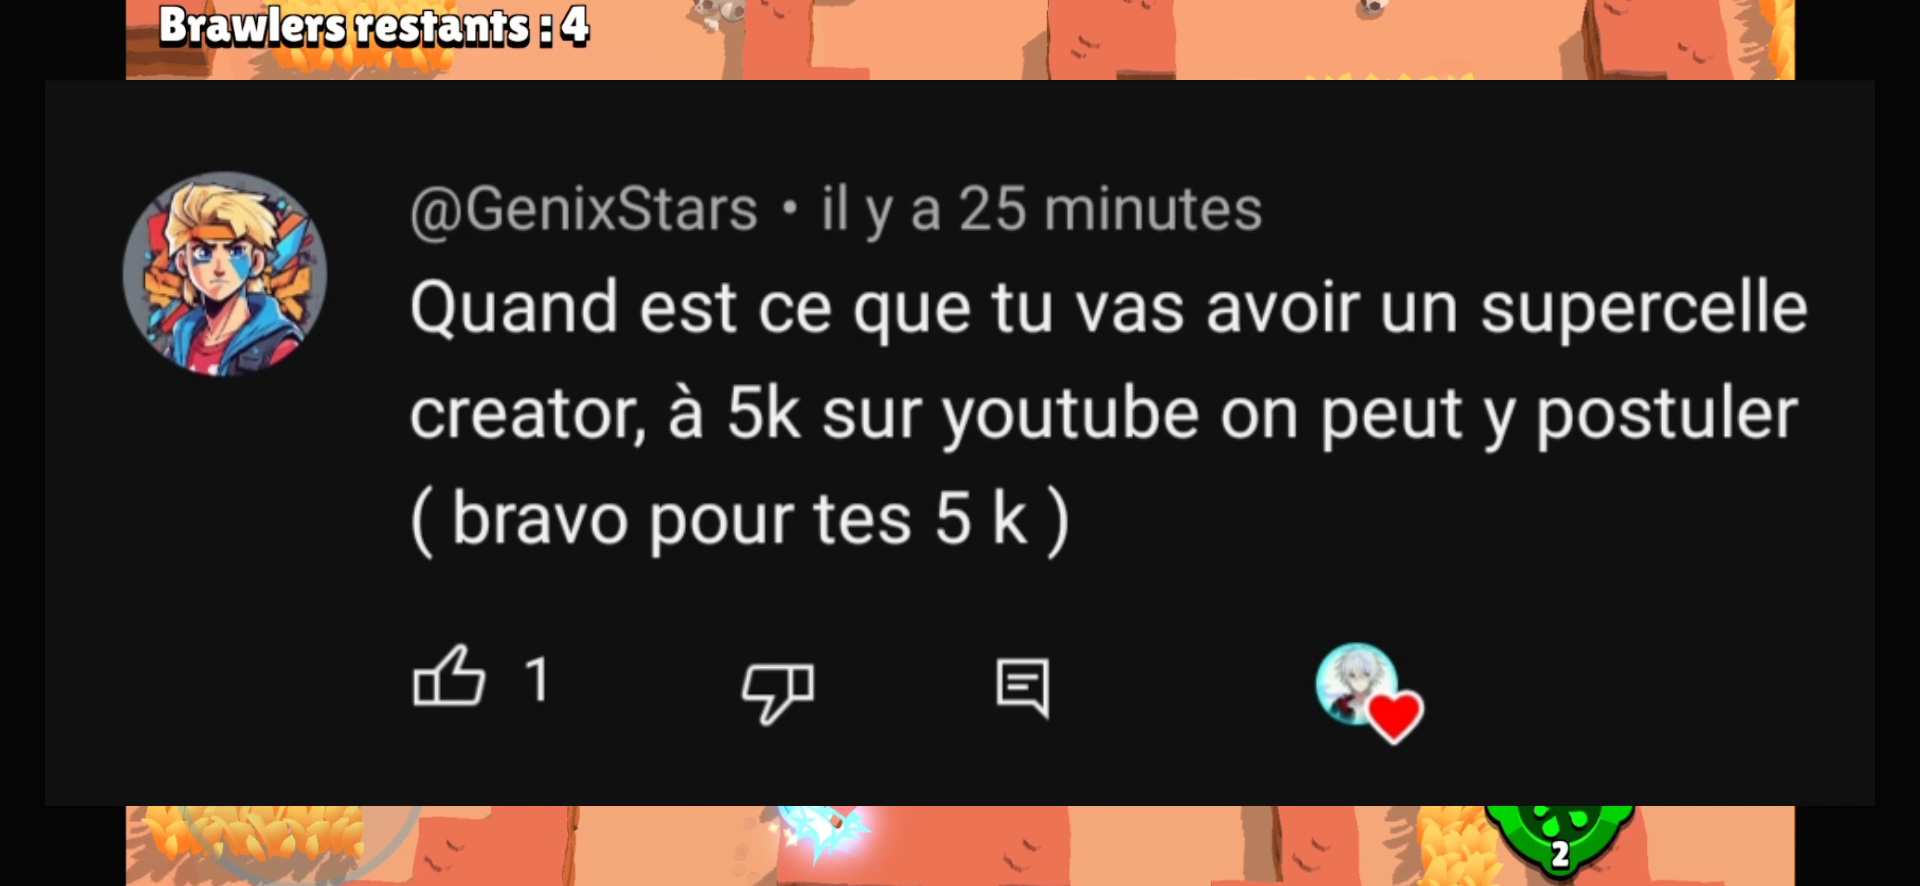 Brawlers restants : 4
@GenixStars • il y a 25 minutes
Quand est ce que tu vas avoir un supercelle
creator, à 5k sur youtube on peut y postuler
( bravo pour tes 5 k )
1
2